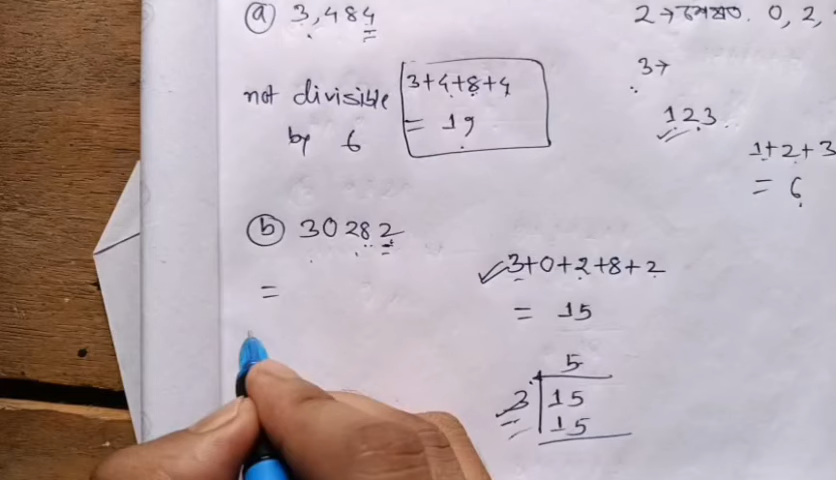 (a) 3,484
2 → 0, 2,
3 →
not divisible
by 6
3+4+8+4
= 19
123
1+2+3
= 6
(b) 30282
=
3+0+2+8+2
= 15
5
3 15
15